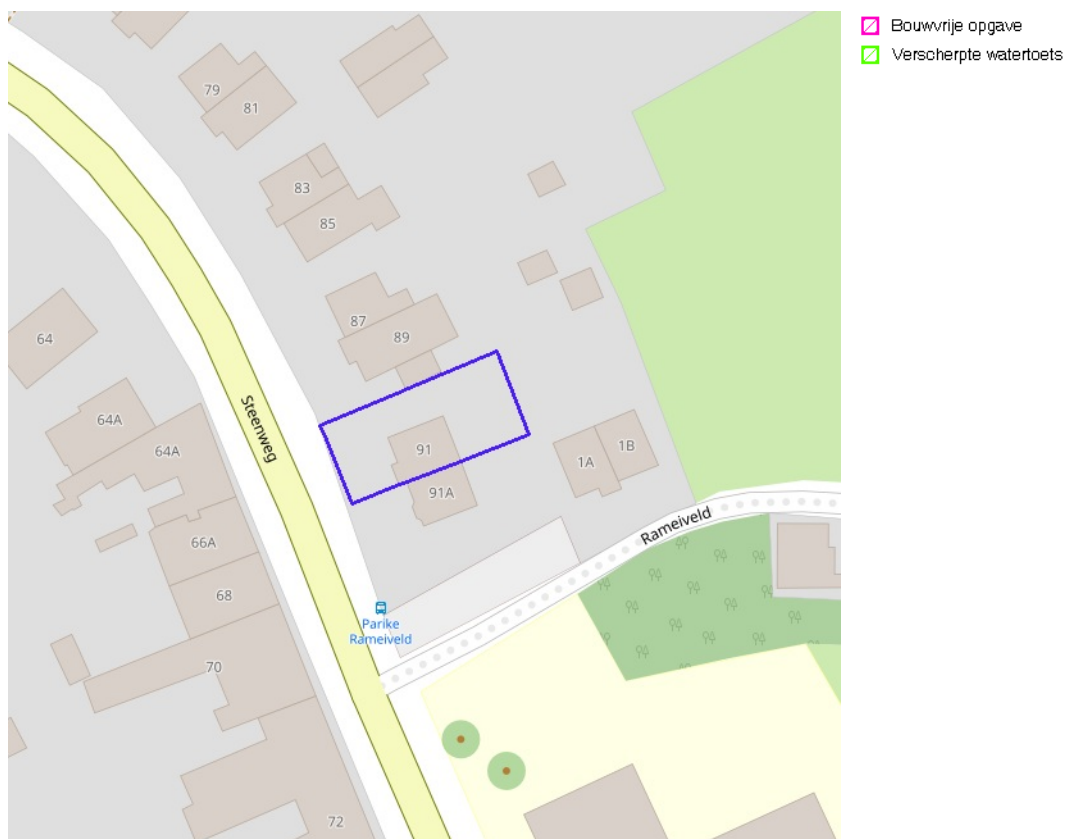 Bouwvrije opgave
Verscherpte watertoets
79
81
83
85
87
89
64
64A
64A
Steenweg
91
91A
1A
1B
66A
68
Rameiveld
Parike
Rameiveld
70
72